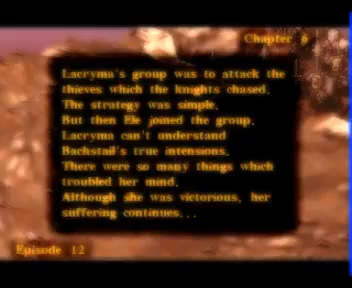 Chapter 6
Lacryma's group was to attack the
thieves which the knights chased.
The strategy was simple.
But then Ele joined the group.
Lacryma can't understand
Bachstail's true intensions.
There were so many things which
troubled her mind.
Although she was victorious, her
suffering continues...
Episode 12